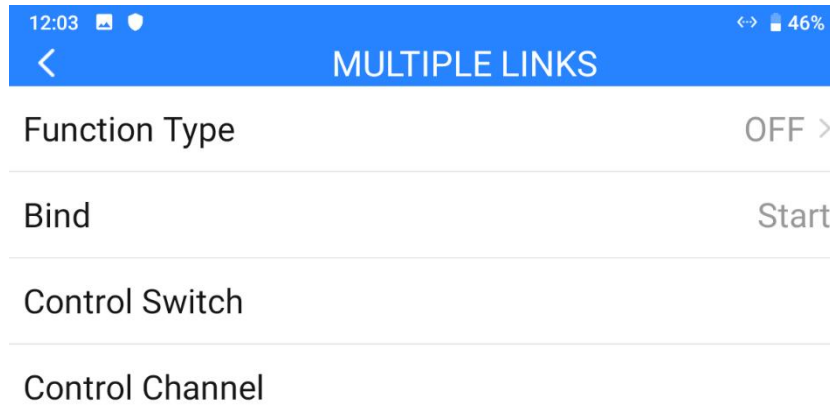 12:03 46%
MULTIPLE LINKS
Function Type OFF
Bind Start
Control Switch
Control Channel